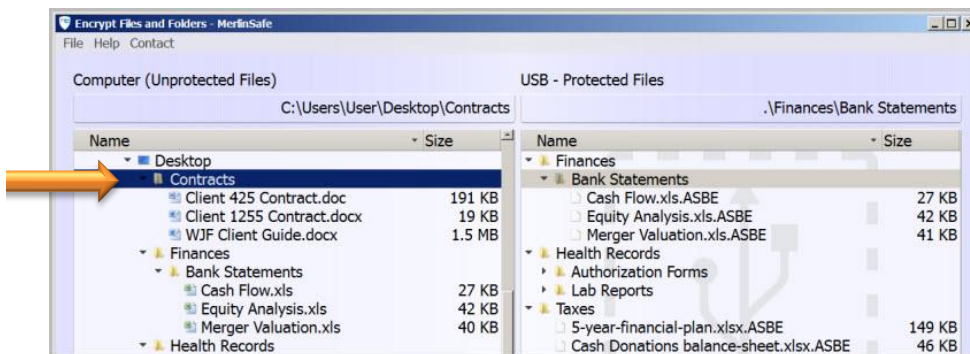 Encrypt Files and Folders - MerlinSafe
File Help Contact
Computer (Unprotected Files)
C:\Users\User\Desktop\Contracts
Name Size
Desktop
Contracts
Client 425 Contract.doc 191 KB
Client 1255 Contract.docx 19 KB
WJF Client Guide.docx 1.5 MB
Finances
Bank Statements
Cash Flow.xls 27 KB
Equity Analysis.xls 42 KB
Merger Valuation.xls 40 KB
Health Records
USB - Protected Files
.\Finances\Bank Statements
Name Size
Finances
Bank Statements
Cash Flow.xls.ASBE 27 KB
Equity Analysis.xls.ASBE 42 KB
Merger Valuation.xls.ASBE 41 KB
Health Records
Authorization Forms
Lab Reports
Taxes
5-year-financial-plan.xlsx.ASBE 149 KB
Cash Donations balance-sheet.xlsx.ASBE 46 KB